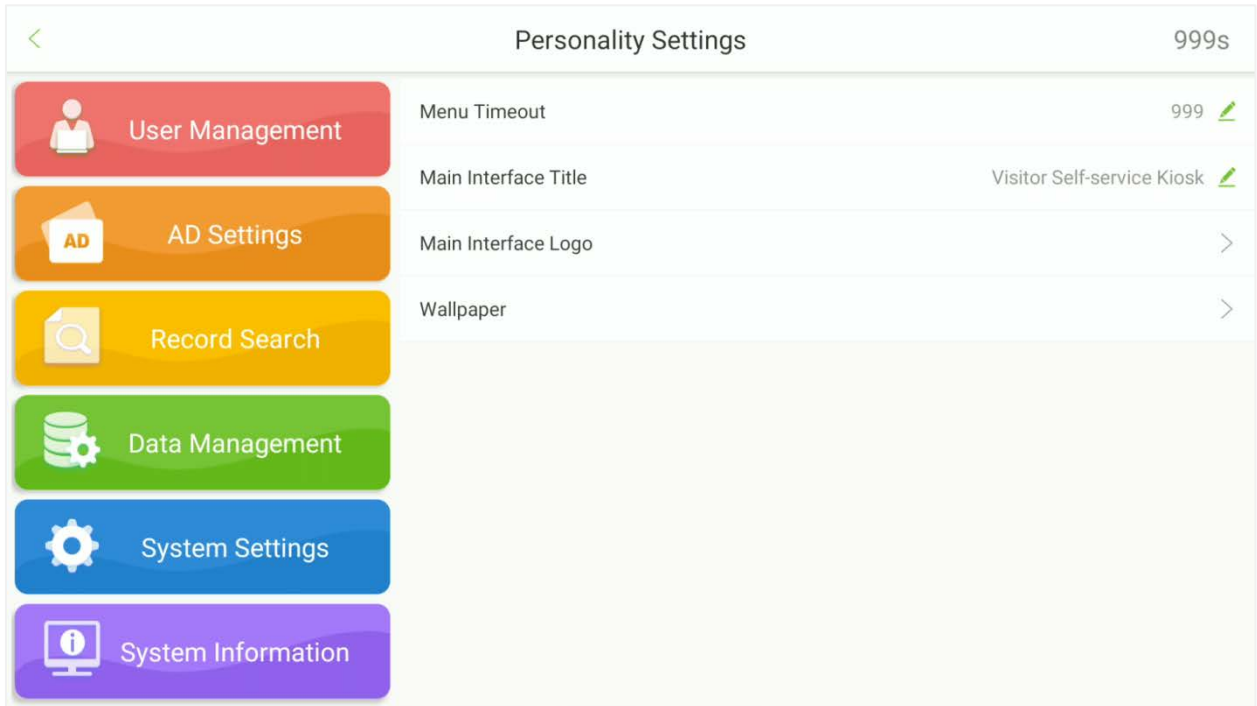 Personality Settings
999s
User Management
AD
AD Settings
Record Search
Data Management
System Settings
System Information
Menu Timeout
999
Main Interface Title
Visitor Self-service Kiosk
Main Interface Logo
Wallpaper